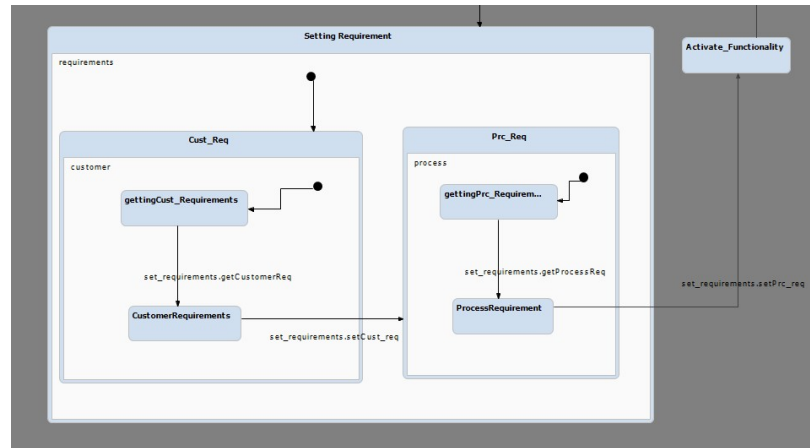 Setting Requirement
Activate_Functionality
requirements
Cust_Req
Prc_Req
customer
process
gettingCust_Requirements
gettingPrc_Requirem...
set_requirements.getCustomerReq
set_requirements.getProcessReq
set_requirements.setPrc_req
CustomerRequirements
ProcessRequirement
set_requirements.setCust_req